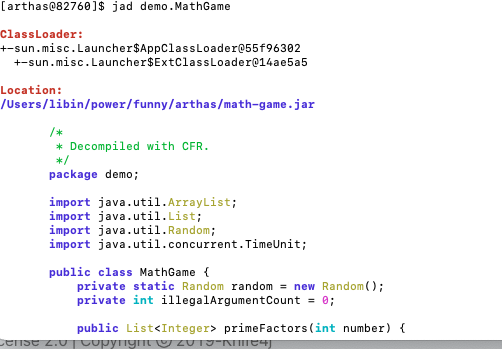 [arthas@82760]$ jad demo.MathGame
ClassLoader:
+-sun.misc.Launcher$AppClassLoader@55f96302
  +-sun.misc.Launcher$ExtClassLoader@14ae5a5
Location:
/Users/libin/power/funny/arthas/math-game.jar
       /*
        * Decompiled with CFR.
        */
       package demo;
       import java.util.ArrayList;
       import java.util.List;
       import java.util.Random;
       import java.util.concurrent.TimeUnit;
       public class MathGame {
           private static Random random = new Random();
           private int illegalArgumentCount = 0;
           public List<Integer> primeFactors(int number) {
cense 2.0 | Copyright © 2019-Knife4j